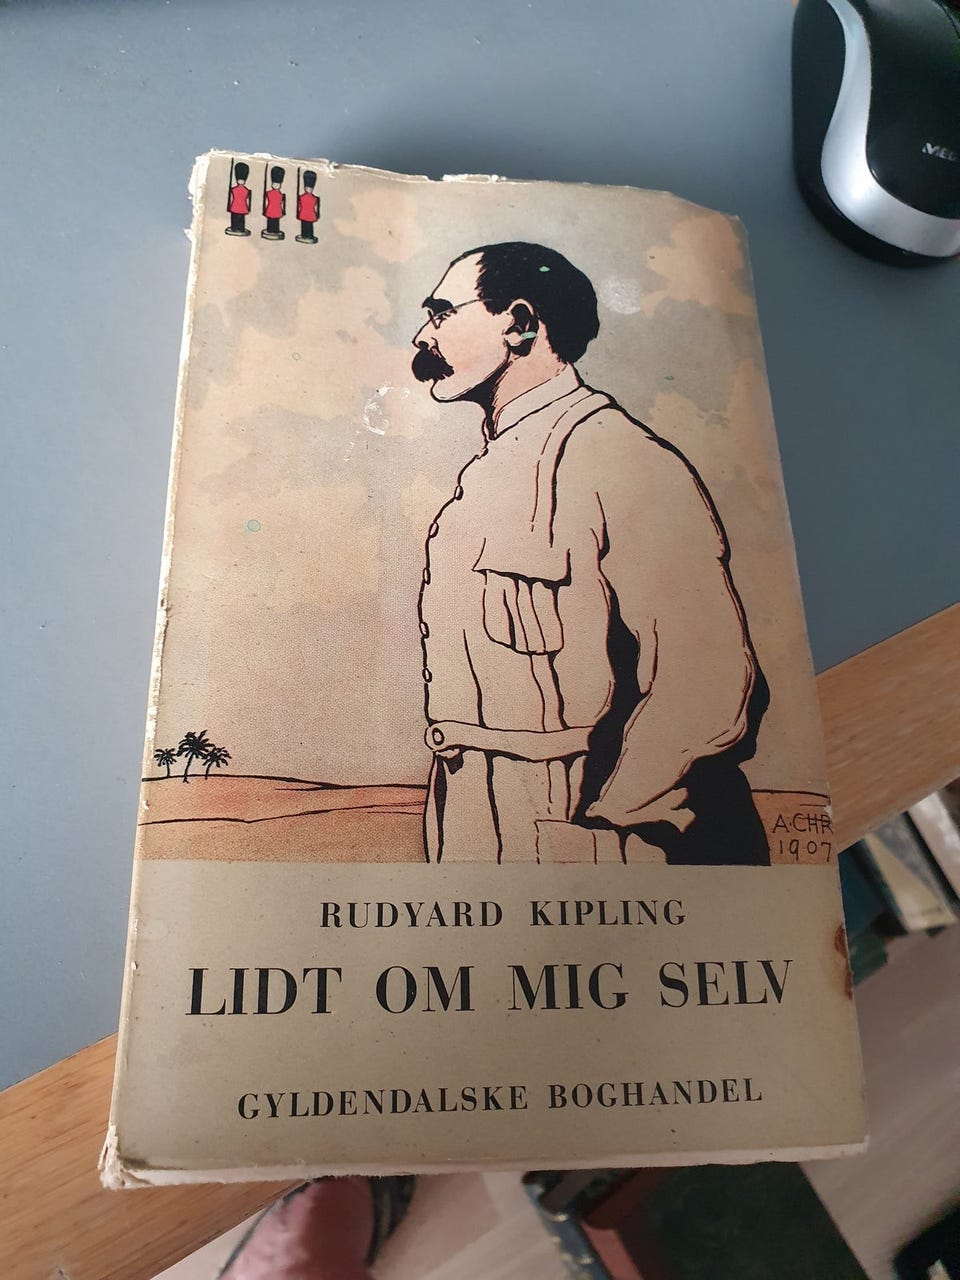 A.CHR
1907
RUDYARD KIPLING
LIDT OM MIG SELV
GYLDENDALSKE BOGHANDEL